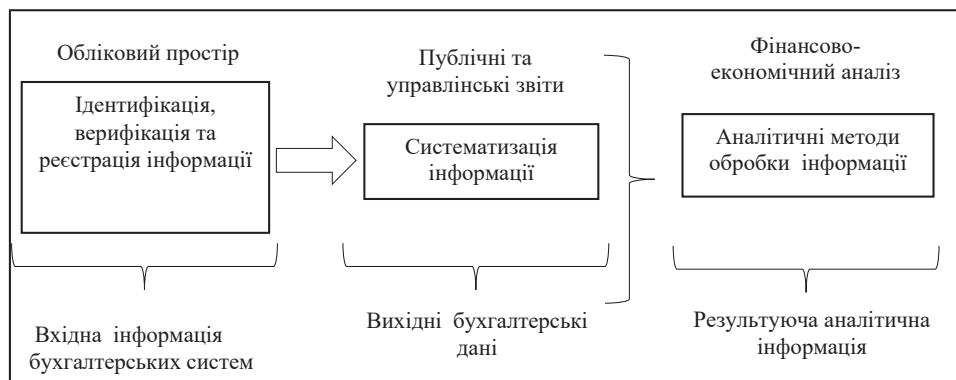 Обліковий простір
Ідентифікація,
верифікація та
реєстрація інформації
Вхідна інформація
бухгалтерських систем
Публічні та
управлінські звіти
Систематизація
інформації
Вихідні бухгалтерські
дані
Фінансово-
економічний аналіз
Аналітичні методи
обробки інформації
Результуюча аналітична
інформація